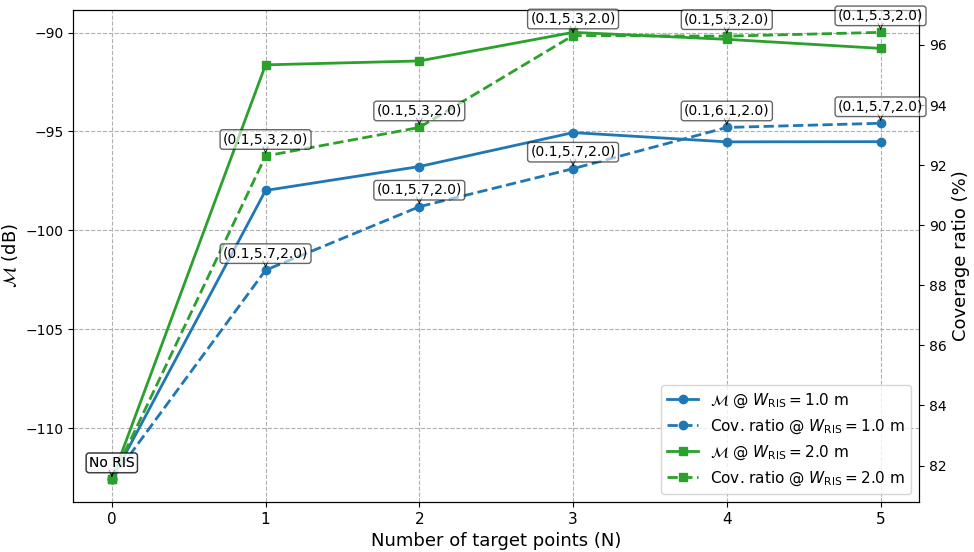 (0.1,5.3,2.0)
(0.1,5.3,2.0)
(0.1,5.3,2.0)
(0.1,5.3,2.0)
(0.1,5.3,2.0)
(0.1,6.1,2.0)
(0.1,5.7,2.0)
(0.1,5.7,2.0)
(0.1,5.7,2.0)
(0.1,5.7,2.0)
No RIS
−90
−95
−100
−105
−110
ℳ (dB)
96
94
92
90
88
86
84
82
Coverage ratio (%)
ℳ @ W_RIS = 1.0 m
Cov. ratio @ W_RIS = 1.0 m
ℳ @ W_RIS = 2.0 m
Cov. ratio @ W_RIS = 2.0 m
0 1 2 3 4 5
Number of target points (N)